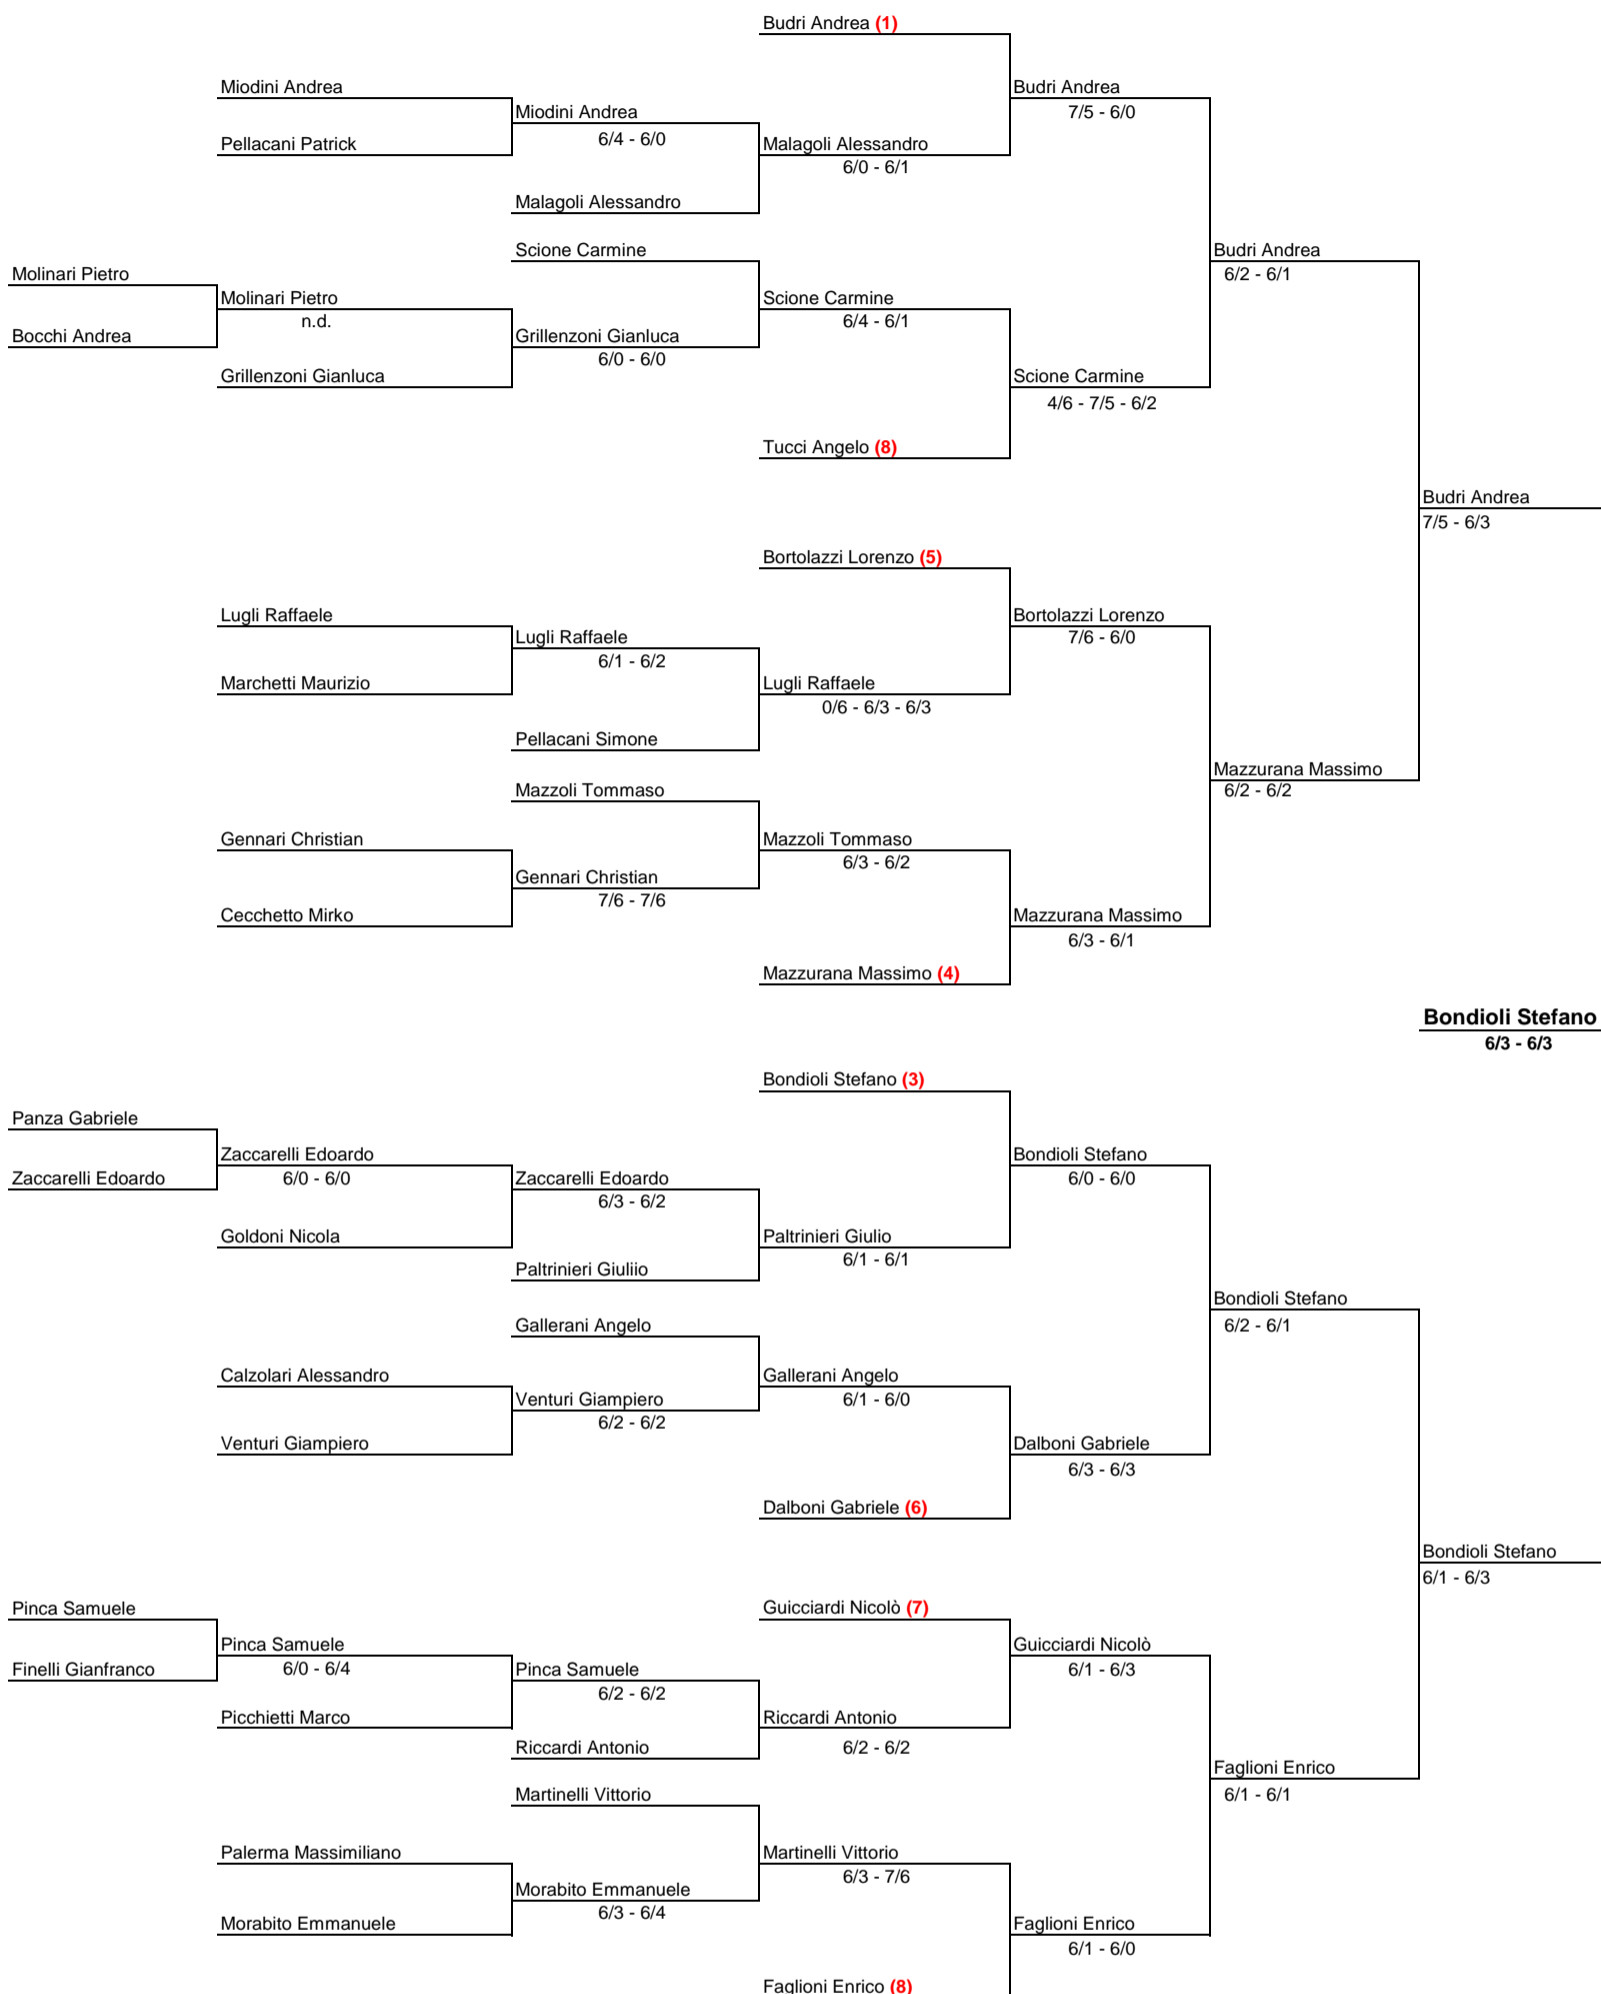 Budri Andrea (1)
Miodini Andrea
Budri Andrea
Miodini Andrea
7/5 - 6/0
6/4 - 6/0
Pellacani Patrick
Malagoli Alessandro
6/0 - 6/1
Malagoli Alessandro
Scione Carmine
Budri Andrea
Molinari Pietro
6/2 - 6/1
Molinari Pietro
Scione Carmine
n.d.
6/4 - 6/1
Bocchi Andrea
Grillenzoni Gianluca
6/0 - 6/0
Grillenzoni Gianluca
Scione Carmine
4/6 - 7/5 - 6/2
Tucci Angelo (8)
Budri Andrea
7/5 - 6/3
Bortolazzi Lorenzo (5)
Lugli Raffaele
Bortolazzi Lorenzo
Lugli Raffaele
7/6 - 6/0
6/1 - 6/2
Marchetti Maurizio
Lugli Raffaele
0/6 - 6/3 - 6/3
Pellacani Simone
Mazzurana Massimo
6/2 - 6/2
Mazzoli Tommaso
Gennari Christian
Mazzoli Tommaso
6/3 - 6/2
Gennari Christian
7/6 - 7/6
Cecchetto Mirko
Mazzurana Massimo
6/3 - 6/1
Mazzurana Massimo (4)
Bondioli Stefano
6/3 - 6/3
Bondioli Stefano (3)
Panza Gabriele
Zaccarelli Edoardo
Bondioli Stefano
Zaccarelli Edoardo
6/0 - 6/0
Zaccarelli Edoardo
6/0 - 6/0
6/3 - 6/2
Goldoni Nicola
Paltrinieri Giulio
6/1 - 6/1
Paltrinieri Giuliio
Bondioli Stefano
Gallerani Angelo
6/2 - 6/1
Calzolari Alessandro
Gallerani Angelo
Venturi Giampiero
6/1 - 6/0
6/2 - 6/2
Venturi Giampiero
Dalboni Gabriele
6/3 - 6/3
Dalboni Gabriele (6)
Bondioli Stefano
6/1 - 6/3
Pinca Samuele
Guicciardi Nicolò (7)
Pinca Samuele
Guicciardi Nicolò
Finelli Gianfranco
6/0 - 6/4
Pinca Samuele
6/1 - 6/3
6/2 - 6/2
Picchietti Marco
Riccardi Antonio
Riccardi Antonio
6/2 - 6/2
Faglioni Enrico
6/1 - 6/1
Martinelli Vittorio
Palerma Massimiliano
Martinelli Vittorio
6/3 - 7/6
Morabito Emmanuele
6/3 - 6/4
Morabito Emmanuele
Faglioni Enrico
6/1 - 6/0
Faglioni Enrico (8)